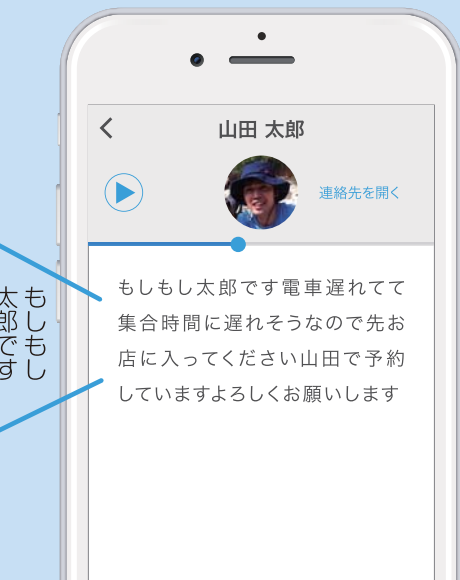 山田 太郎
連絡先を開く
もしもし太郎です電車遅れてて
集合時間に遅れそうなので先お
店に入ってください山田で予約
していますよろしくお願いします
もしもし
太郎です